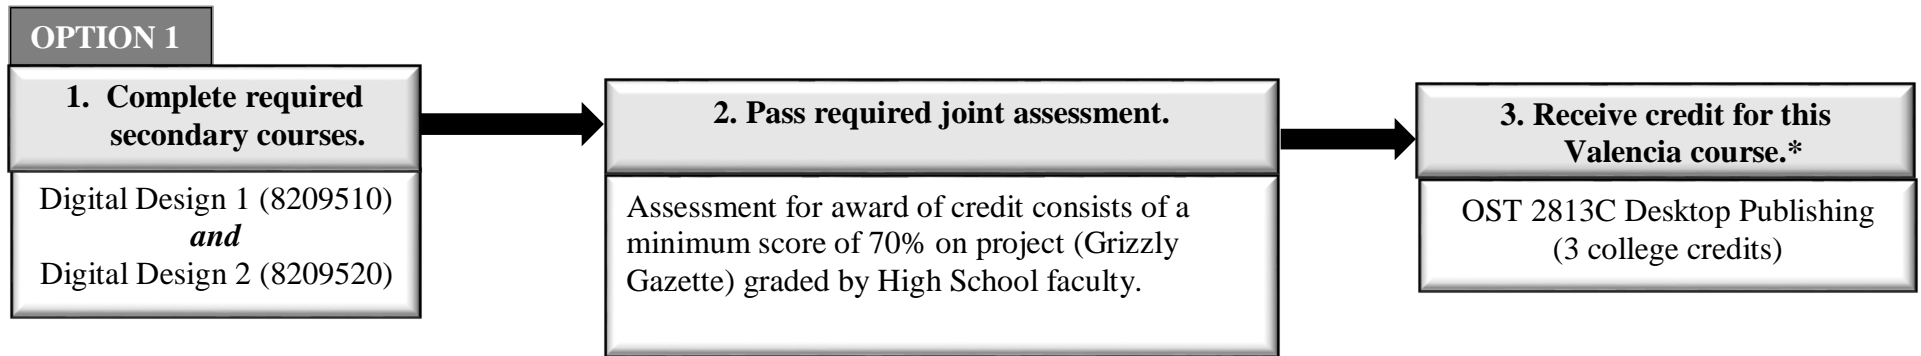 OPTION 1
1. Complete required
secondary courses.
Digital Design 1 (8209510)
and
Digital Design 2 (8209520)
2. Pass required joint assessment.
Assessment for award of credit consists of a
minimum score of 70% on project (Grizzly
Gazette) graded by High School faculty.
3. Receive credit for this
Valencia course.*
OST 2813C Desktop Publishing
(3 college credits)